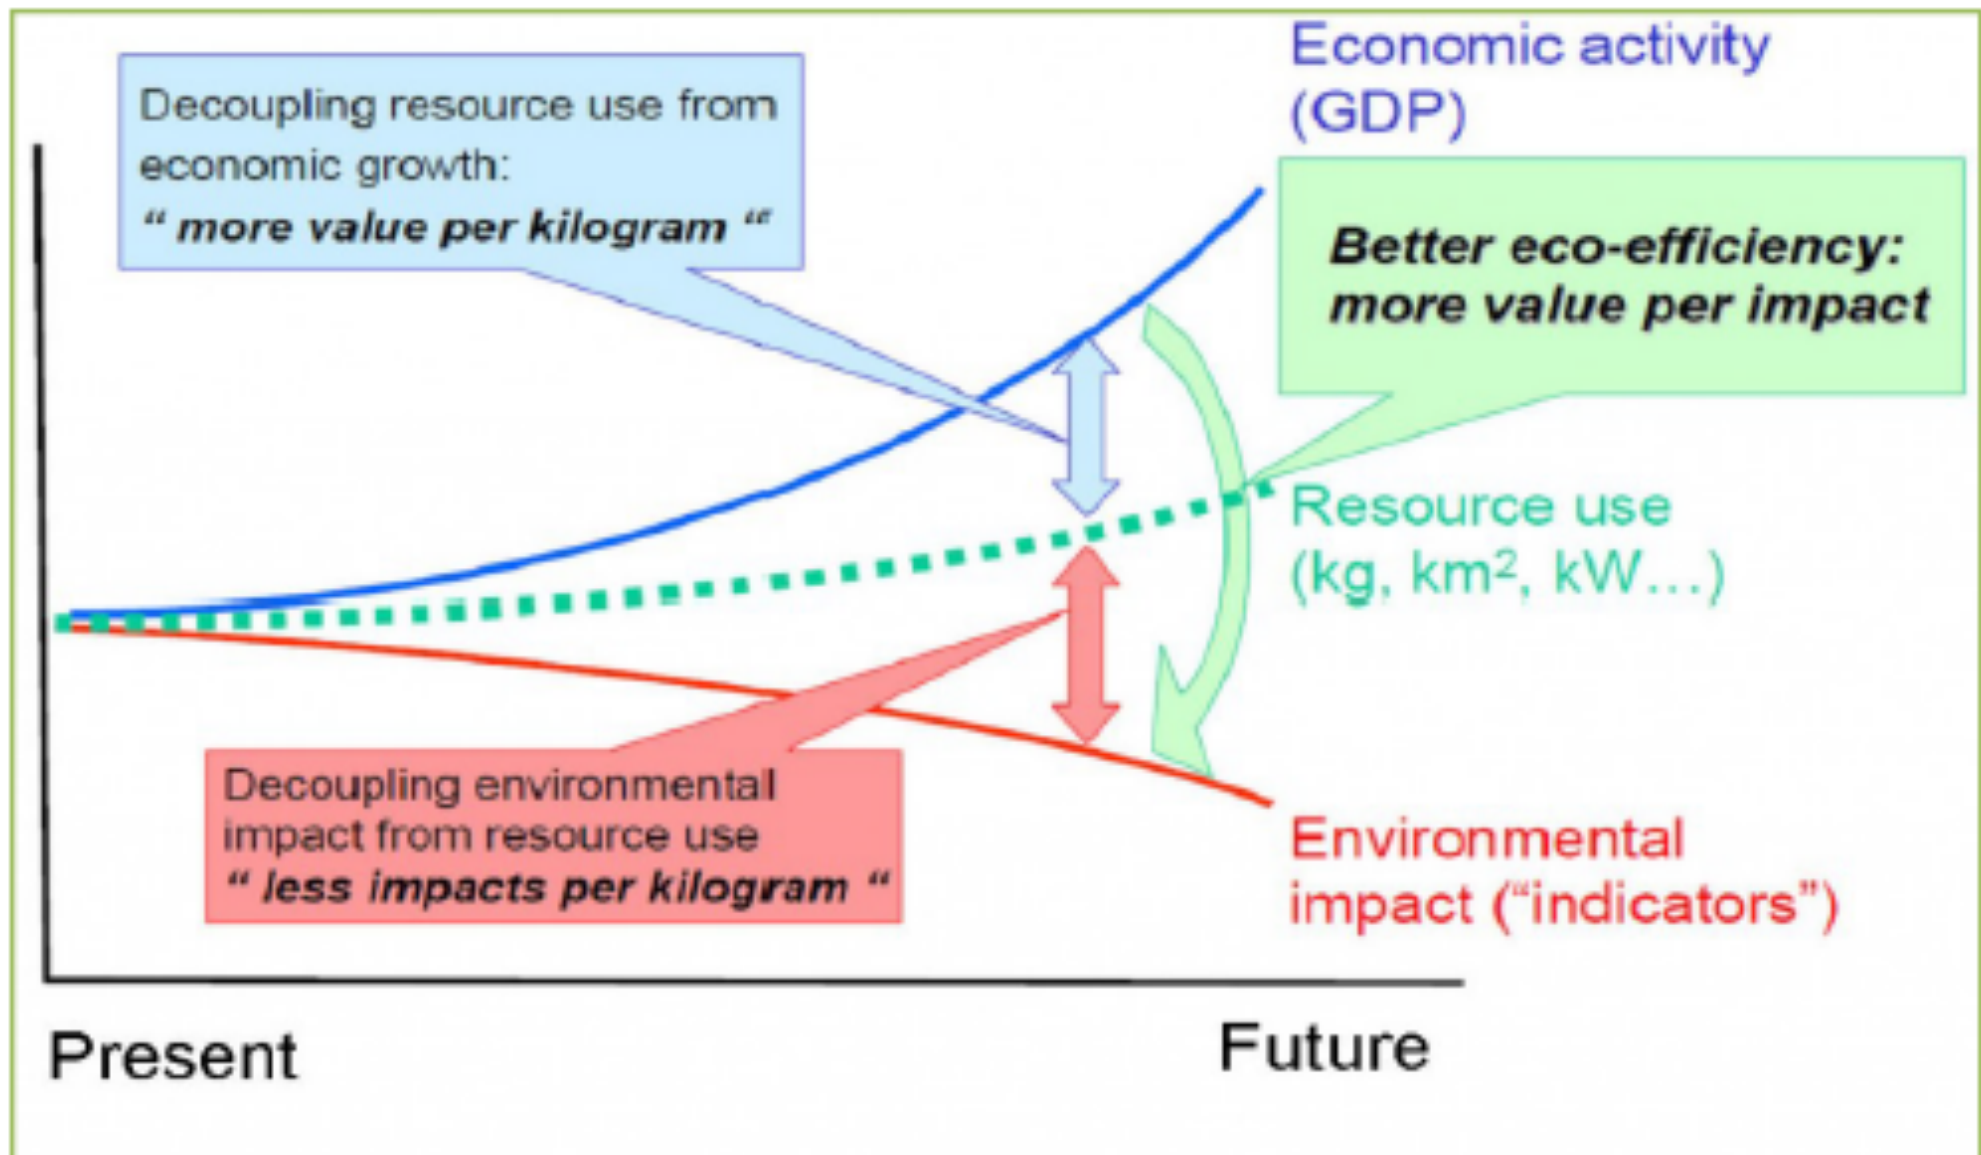 Economic activity
(GDP)
Decoupling resource use from
economic growth:
“ more value per kilogram “
Better eco-efficiency:
more value per impact
Resource use
(kg, km², kW…)
Decoupling environmental
impact from resource use
“ less impacts per kilogram “
Environmental
impact (“indicators”)
Present
Future